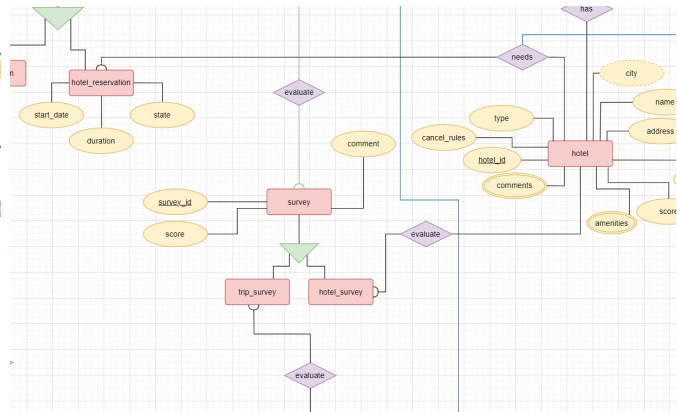 has
needs
city
hotel_reservation
evaluate
name
start_date
state
type
address
duration
comment
cancel_rules
hotel
hotel_id
comments
survey_id
survey
score
amenities
score
evaluate
trip_survey
hotel_survey
evaluate